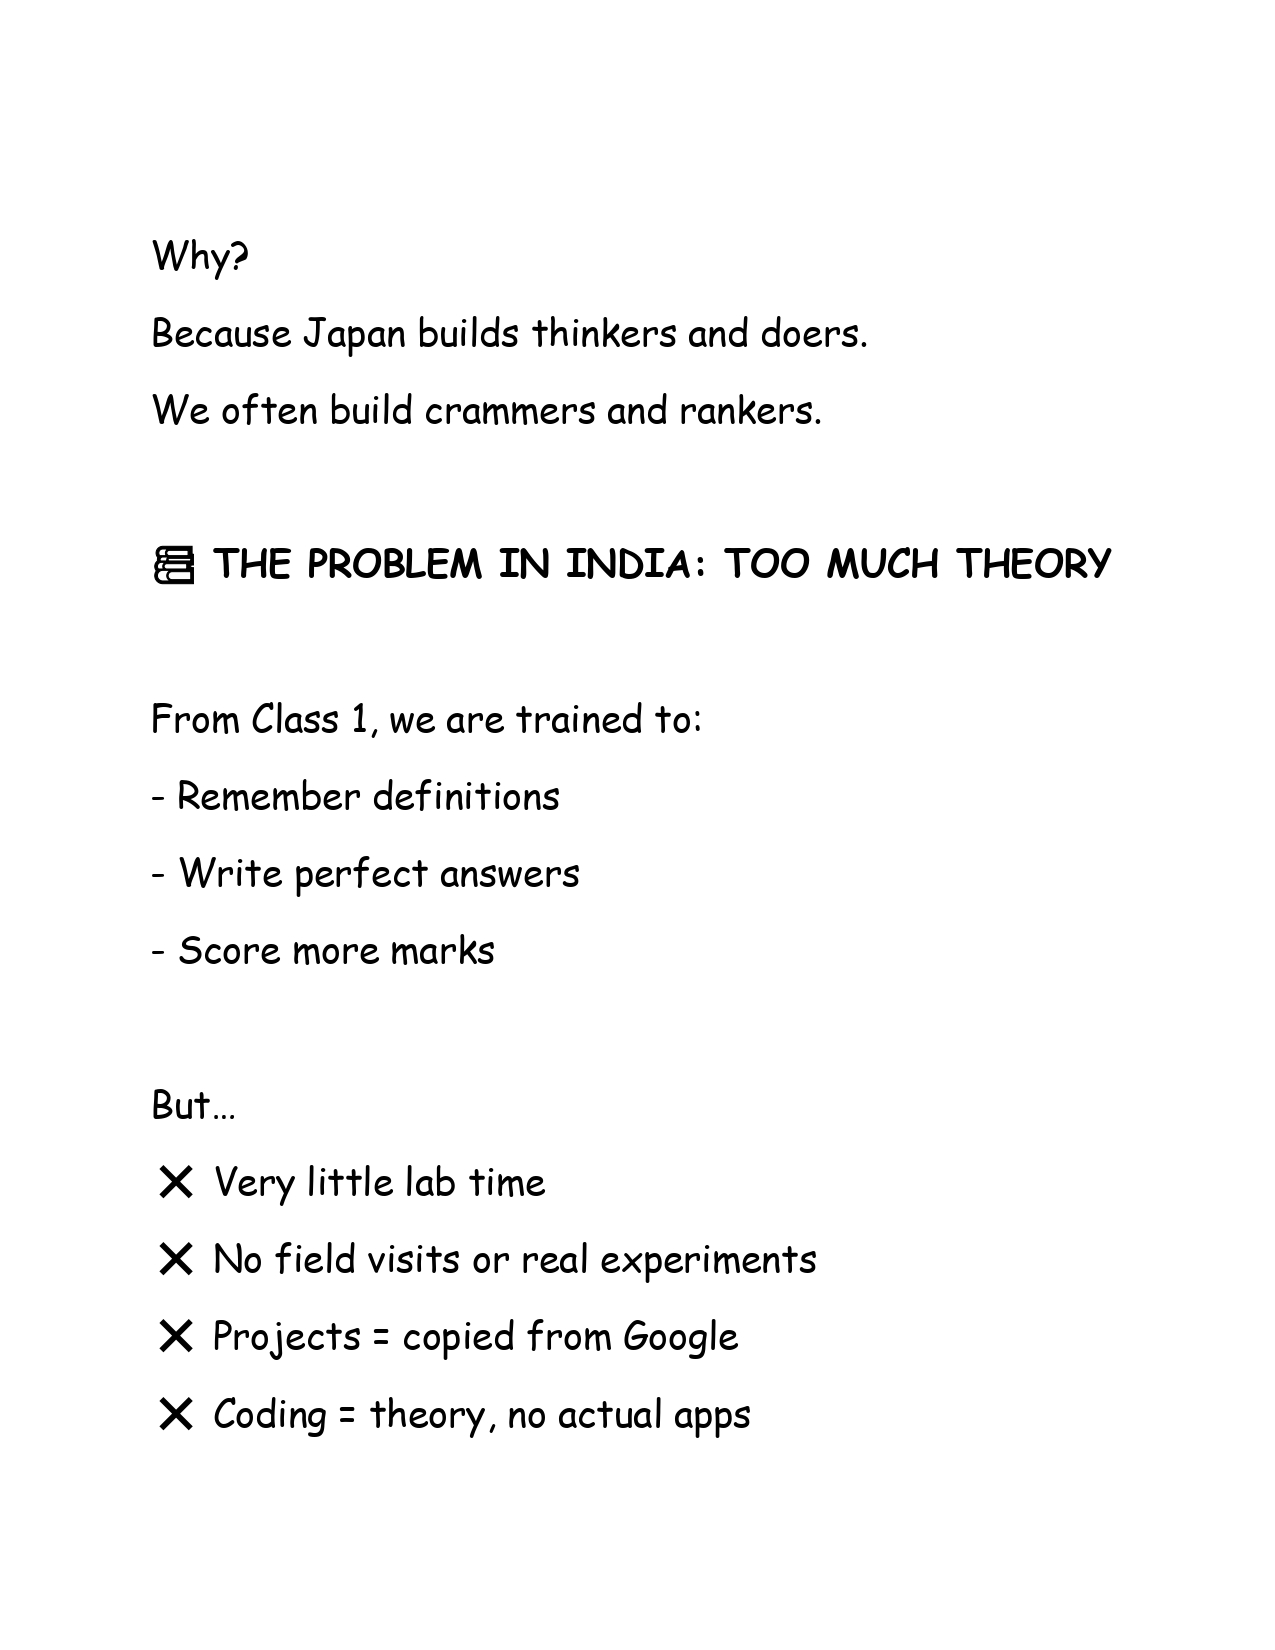 Why?
Because Japan builds thinkers and doers.
We often build crammers and rankers.
📚 THE PROBLEM IN INDIA: TOO MUCH THEORY
From Class 1, we are trained to:
- Remember definitions
- Write perfect answers
- Score more marks
But…
❌ Very little lab time
❌ No field visits or real experiments
❌ Projects = copied from Google
❌ Coding = theory, no actual apps